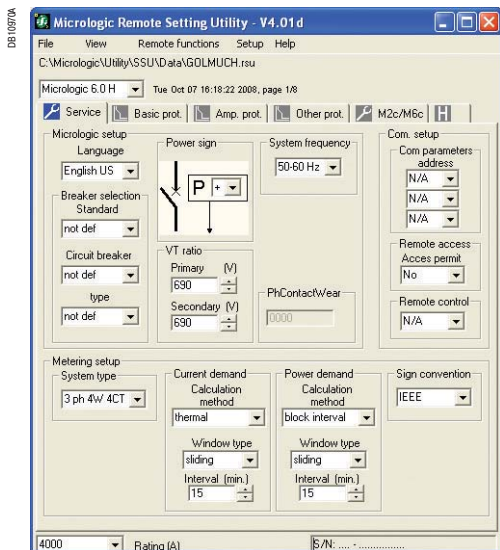 DB10970A
Micrologic Remote Setting Utility - V4.01d
File View Remote functions Setup Help
C:\Micrologic\Utility\SSU\Data\GOLMUCH.rsu
Micrologic 6.0 H Tue Oct 07 16:18:22 2008, page 1/8
Service Basic prot. Amp. prot. Other prot. M2c/M6c H
Micrologic setup
Language
English US
Breaker selection
Standard
not def
Circuit breaker
not def
type
not def
Power sign
P +
VT ratio
Primary (V)
690
Secondary (V)
690
System frequency
50-60 Hz
PhContactWear
0000
Com. setup
Com parameters
address
N/A
N/A
N/A
Remote access
Acces permit
No
Remote control
N/A
Metering setup
System type
3 ph 4W 4CT
Current demand
Calculation
method
thermal
Window type
sliding
Interval (min.)
15
Power demand
Calculation
method
block interval
Window type
sliding
Interval (min.)
15
Sign convention
IEEE
4000 Rating (A)
S/N: .... - ................